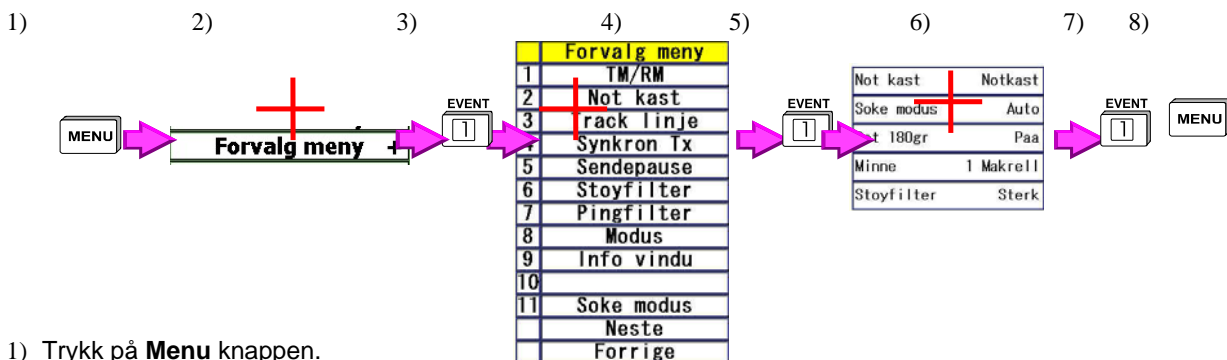 1) 2) 3) 4) 5) 6) 7) 8)
MENU
Forvalg meny +
EVENT
1
Forvalg meny
1 TM/RM
2 Not kast
3 Track linje
Synkron Tx
5 Sendepause
6 Stoyfilter
7 Pingfilter
8 Modus
9 Info vindu
10
11 Soke modus
Neste
Forrige
EVENT
1
Not kast Notkast
Soke modus Auto
180gr Paa
Minne 1 Makrell
Stoyfilter Sterk
EVENT
1
MENU
1) Trykk på Menu knappen.